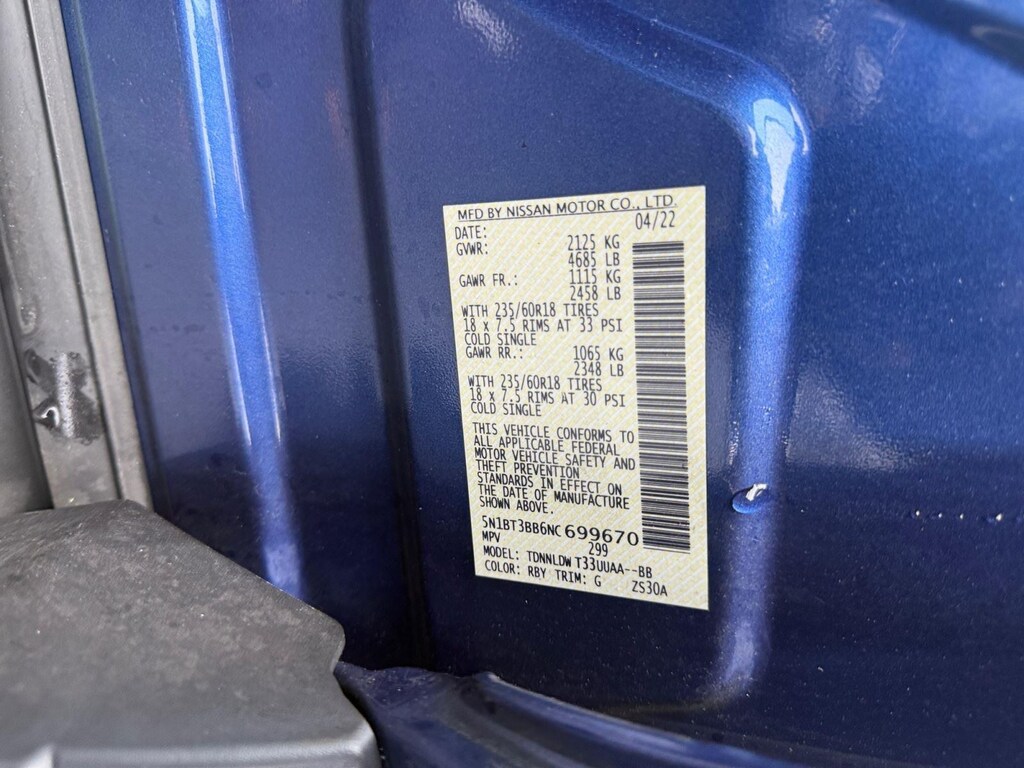 MFD BY NISSAN MOTOR CO., LTD.
DATE: 04/22
GVWR: 2125 KG
4685 LB
GAWR FR.: 1115 KG
2458 LB
WITH 235/60R18 TIRES
18 x 7.5 RIMS AT 33 PSI
COLD SINGLE
GAWR RR.: 1065 KG
2348 LB
WITH 235/60R18 TIRES
18 x 7.5 RIMS AT 30 PSI
COLD SINGLE
THIS VEHICLE CONFORMS TO
ALL APPLICABLE FEDERAL
MOTOR VEHICLE SAFETY AND
THEFT PREVENTION
STANDARDS IN EFFECT ON
THE DATE OF MANUFACTURE
SHOWN ABOVE.
5N1BT3BB6NC 699670
MPV 299
MODEL: TDNNLDW T33UUAA--BB
COLOR: RBY TRIM: G ZS30A